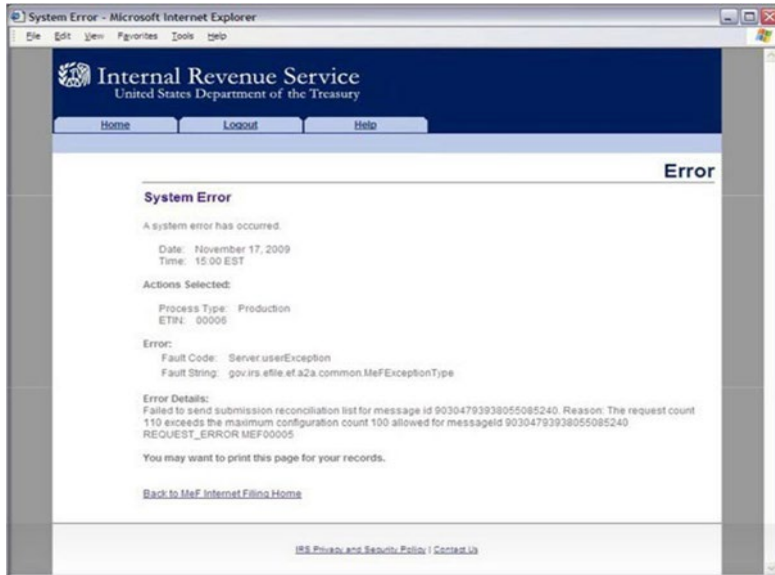 System Error - Microsoft Internet Explorer
File Edit View Favorites Tools Help
Internal Revenue Service
United States Department of the Treasury
Home Logout Help
Error
System Error
A system error has occurred.
Date: November 17, 2009
Time: 15:00 EST
Actions Selected:
Process Type: Production
ETIN: 00006
Error:
Fault Code: Server.userException
Fault String: gov.irs.efile.ef.a2a.common.MeFExceptionType
Error Details:
Failed to send submission reconciliation list for message id 90304793938055085240. Reason: The request count
110 exceeds the maximum configuration count 100 allowed for messageId 90304793938055085240
REQUEST_ERROR MEF00005
You may want to print this page for your records.
Back to MeF Internet Filing Home
IRS Privacy and Security Policy | Contact Us